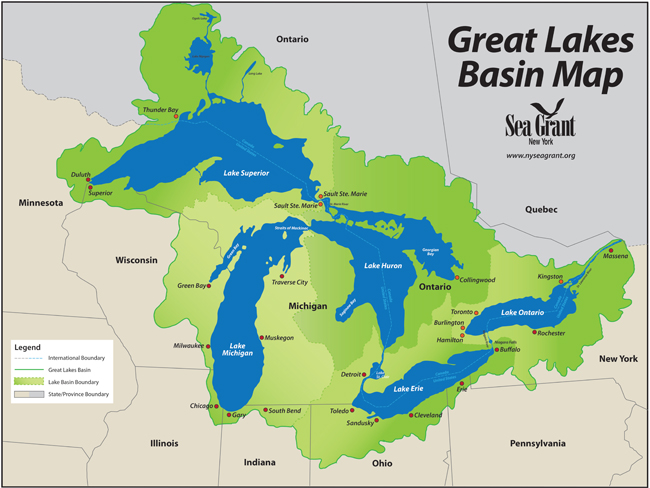 Great Lakes
Basin Map
Sea Grant
New York
www.nyseagrant.org
Ontario
Long Lake
Thunder Bay
Lake Superior
Duluth
Superior
Minnesota
Sault Ste. Marie
Sault Ste. Marie
Quebec
Straits of Mackinac
Wisconsin
Green Bay
Georgian
Bay
Massena
Lake Huron
Green Bay
Traverse City
Collingwood
Kingston
Ontario
Michigan
Saginaw Bay
Toronto
Lake Ontario
Burlington
Hamilton
Rochester
Niagara Falls
Buffalo
Milwaukee
Muskegon
Lake
Michigan
New York
Legend
International Boundary
Great Lakes Basin
Lake Basin Boundary
State/Province Boundary
Detroit
Lake Erie
Erie
Chicago
Gary
South Bend
Toledo
Sandusky
Cleveland
Illinois
Indiana
Ohio
Pennsylvania